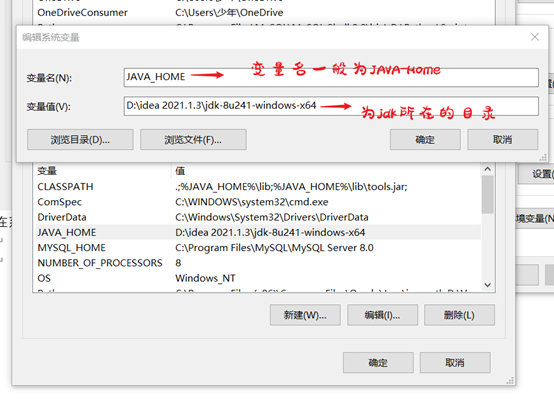 OneDrive C:\Users\少年\OneDrive
OneDriveConsumer C:\Users\少年\OneDrive
编辑系统变量
变量名(N): JAVA_HOME 变量名一般为JAVA-Home
变量值(V): D:\idea 2021.1.3\jdk-8u241-windows-x64 为jdk所在的目录
浏览目录(D)... 浏览文件(F)... 确定 取消
变量 值
设置(
CLASSPATH .;%JAVA_HOME%\lib;%JAVA_HOME%\lib\tools.jar;
ComSpec C:\WINDOWS\system32\cmd.exe
DriverData C:\Windows\System32\Drivers\DriverData
JAVA_HOME D:\idea 2021.1.3\jdk-8u241-windows-x64
境变量(N
MYSQL_HOME C:\Program Files\MySQL\MySQL Server 8.0
NUMBER_OF_PROCESSORS 8
OS Windows_NT
新建(W)... 编辑(I)... 删除(L)
确定 取消